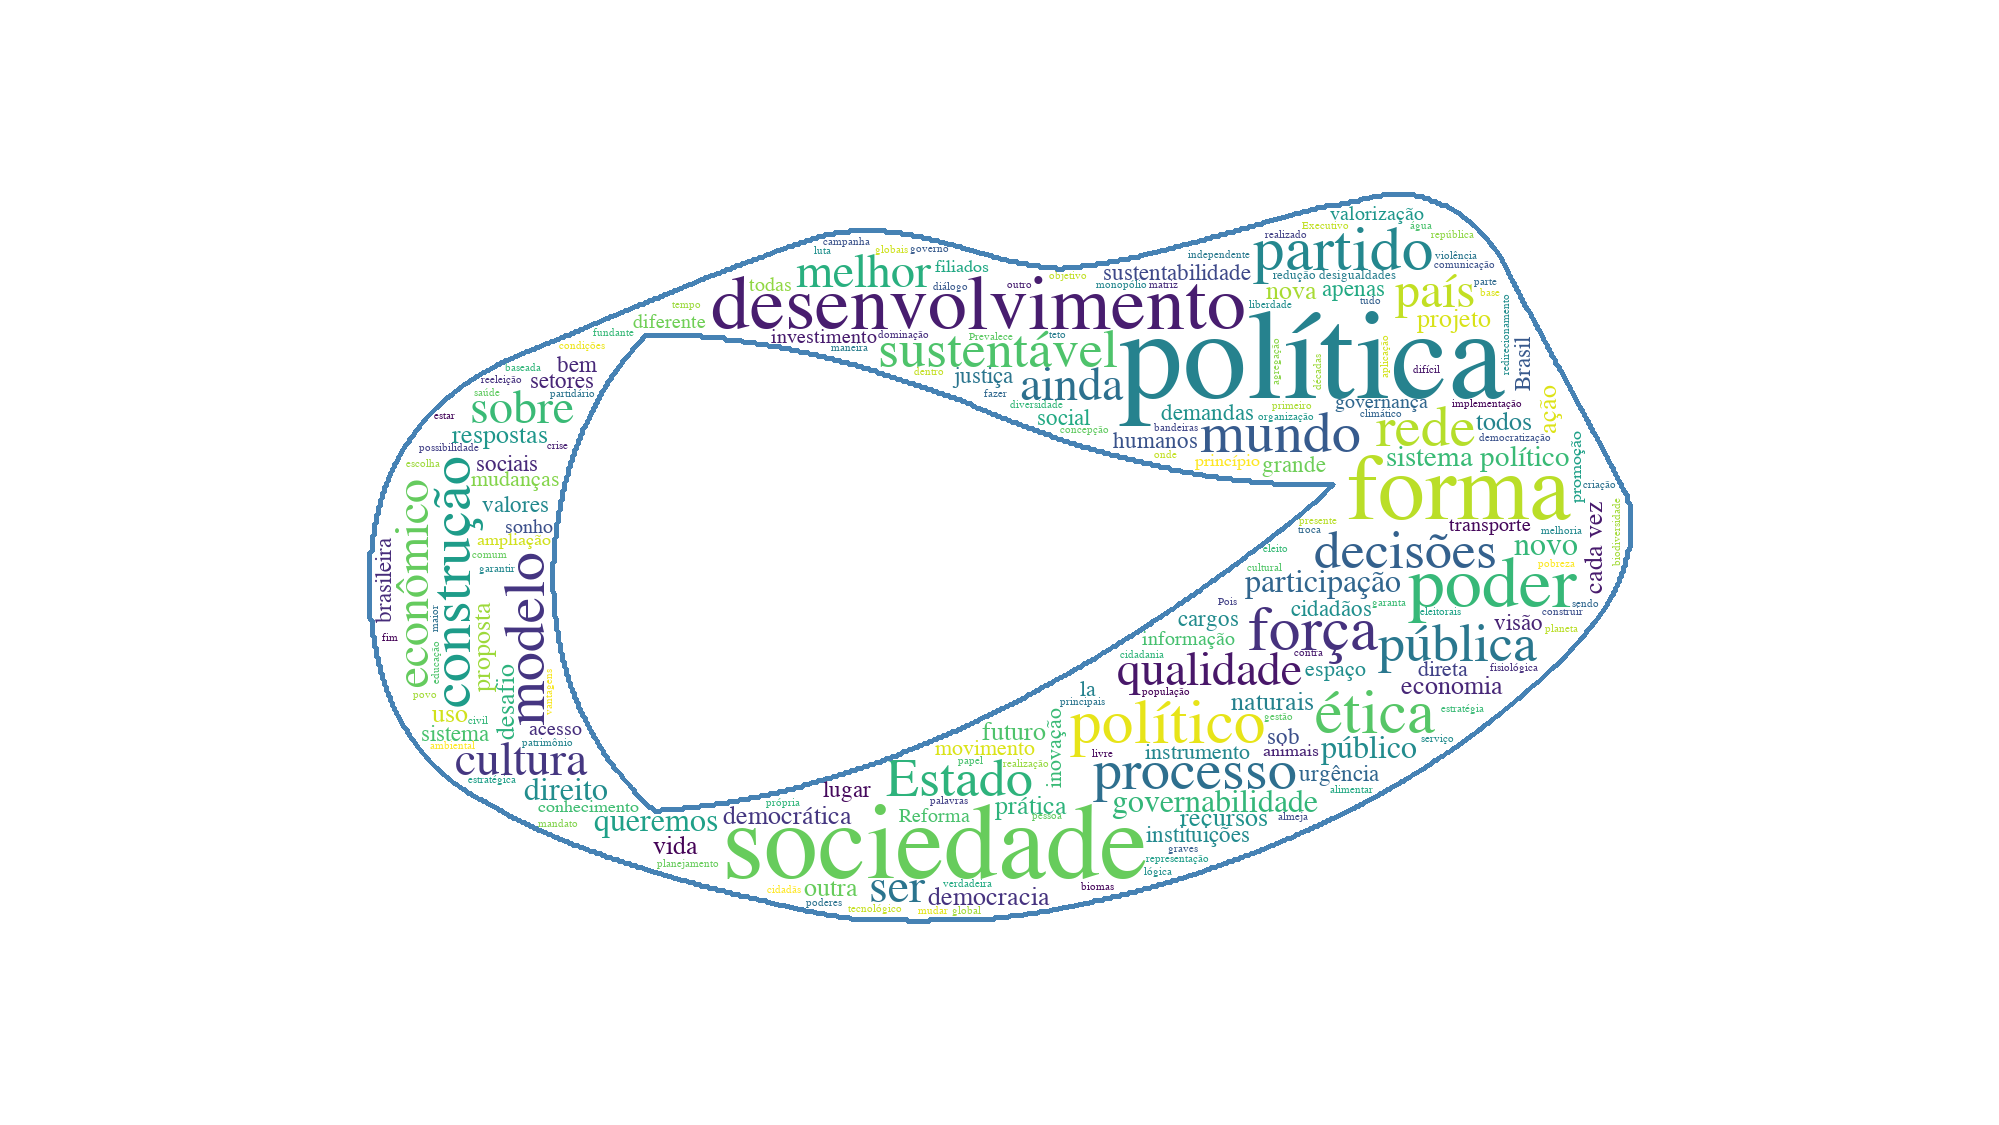 valorização
Executivo
água
república
realizado
partido
campanha
luta
globais
governo
independente
violência
comunicação
melhor
filiados
sustentabilidade
redução
desigualdades
objetivo
todas
diálogo
outro
monopólio
matriz
nova
apenas
país
parte
base
desenvolvimento
tempo
liberdade
tudo
projeto
diferente
fundante
investimento
dominação
Prevalece
teto
política
redirecionamento
condições
maneira
sustentável
agregação
décadas
aplicação
Brasil
bem
baseada
dentro
justiça
ainda
difícil
reeleição
setores
saúde
partidário
fazer
diversidade
primeiro
governança
implementação
ação
estar
sobre
social
demandas
organização
climático
rede
todos
concepção
bandeiras
humanos
mundo
democratização
respostas
possibilidade
crise
onde
princípio
grande
sistema político
promoção
escolha
sociais
mudanças
forma
criação
econômico
construção
valores
presente
troca
transporte
melhoria
cada vez
biodiversidade
sonho
ampliação
comum
garantir
eleito
decisões
novo
brasileira
modelo
cultural
participação
poder
pobreza
fim
maior
educação
proposta
Pois
cidadãos
garanta
eleitorais
sendo
construir
cargos
força
visão
planeta
informação
cidadania
contra
pública
povo
desafio
vantagens
qualidade
população
espaço
direta
fisiológica
economia
la
principais
naturais
uso
civil
sistema
acesso
ambiental
patrimônio
político
gestão
ética
estratégia
futuro
inovação
movimento
livre
instrumento
sob
animais
público
serviço
cultura
estratégica
papel
realização
Estado
processo
urgência
direito
lugar
alimentar
conhecimento
própria
palavras
prática
governabilidade
mandato
queremos
democrática
Reforma
pessoa
recursos
almeja
sociedade
instituições
vida
graves
planejamento
representação
lógica
cidadãs
outra
ser
verdadeira
biomas
poderes
democracia
tecnológico
mudar
global